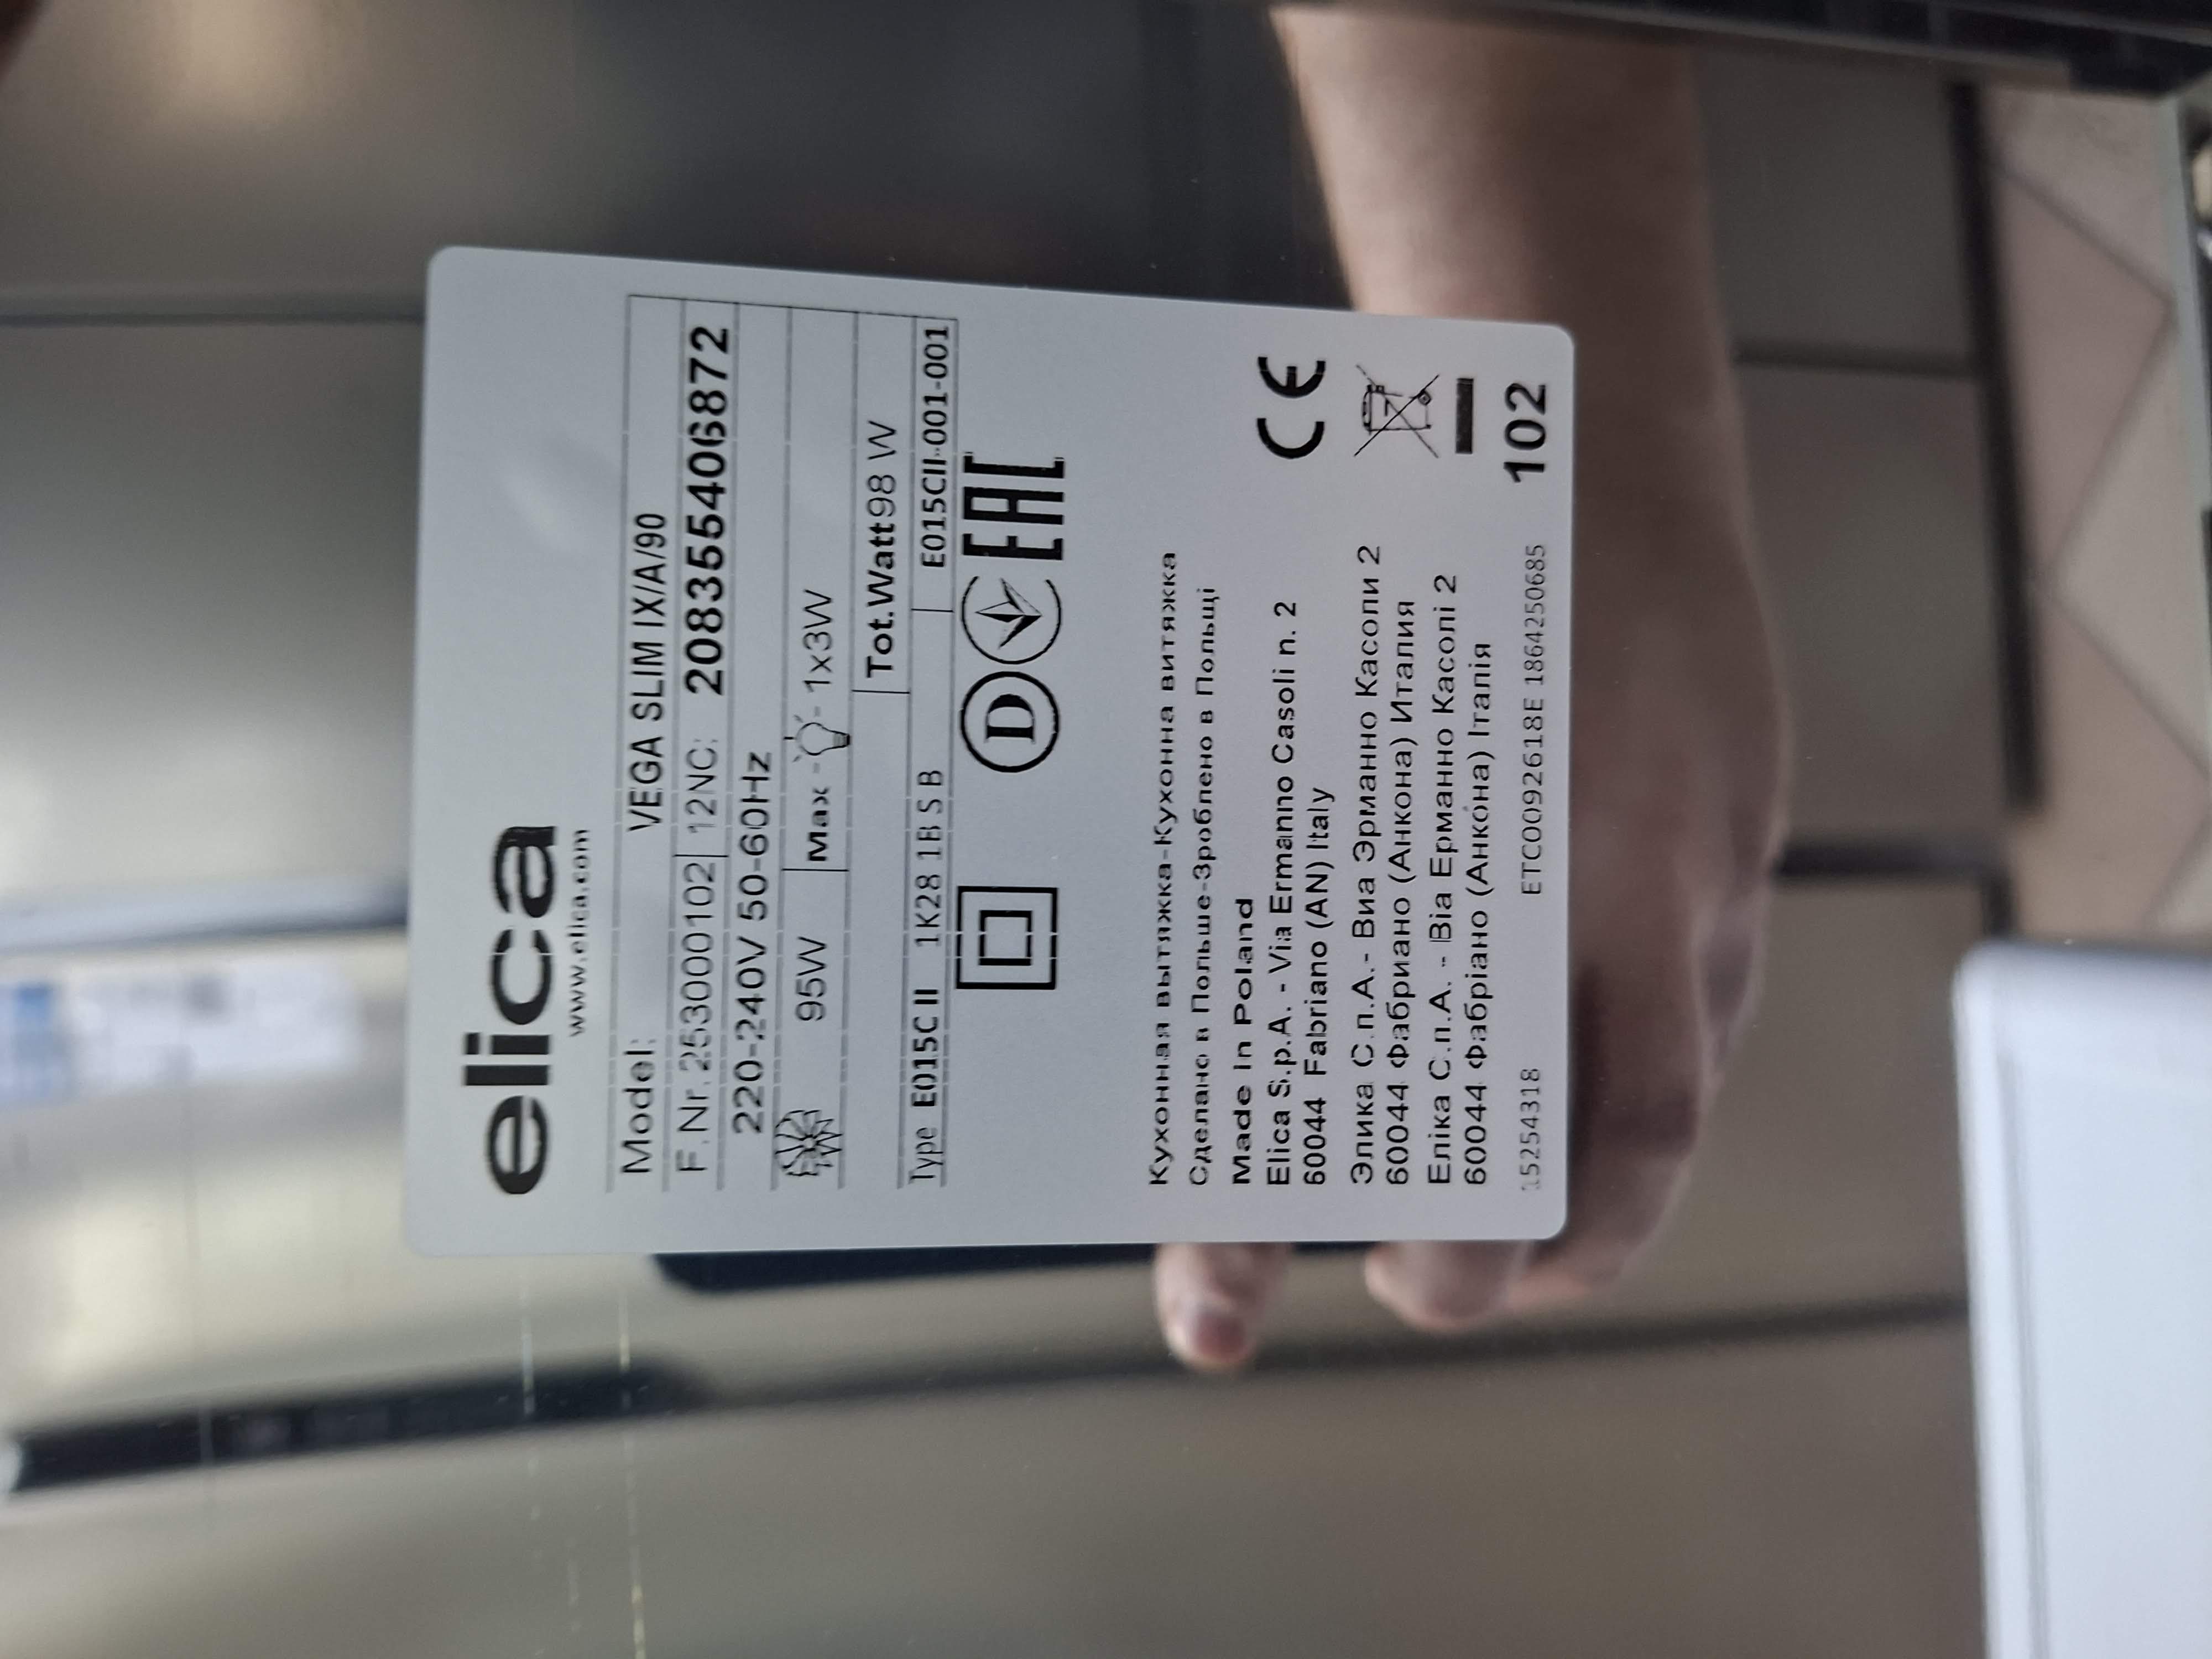 elica
www.elica.com
Model: VEGA SLIM IX/A/90
F.Nr. 253000102 12NC: 208355406872
220-240V 50-60Hz
95W Max - 1x3W
Tot.Watt 98 W
Type E015C II 1K28 1B S B E015CII-001-001
D EAC
Кухонная вытяжка-Кухонна витяжка
Сделано в Польше-Зроблено в Польщі
Made in Poland
Elica S.p.A. - Via Ermanno Casoli n. 2
60044 Fabriano (AN) Italy
CE
Элика С.п.А.- Виа Эрманно Касоли 2
60044 Фабриано (Анкона) Италия
Еліка С.п.А. - Віа Ерманно Касолі 2
60044 Фабріано (Анкона) Італія
152254318 ETC0092618E 1864250685 102